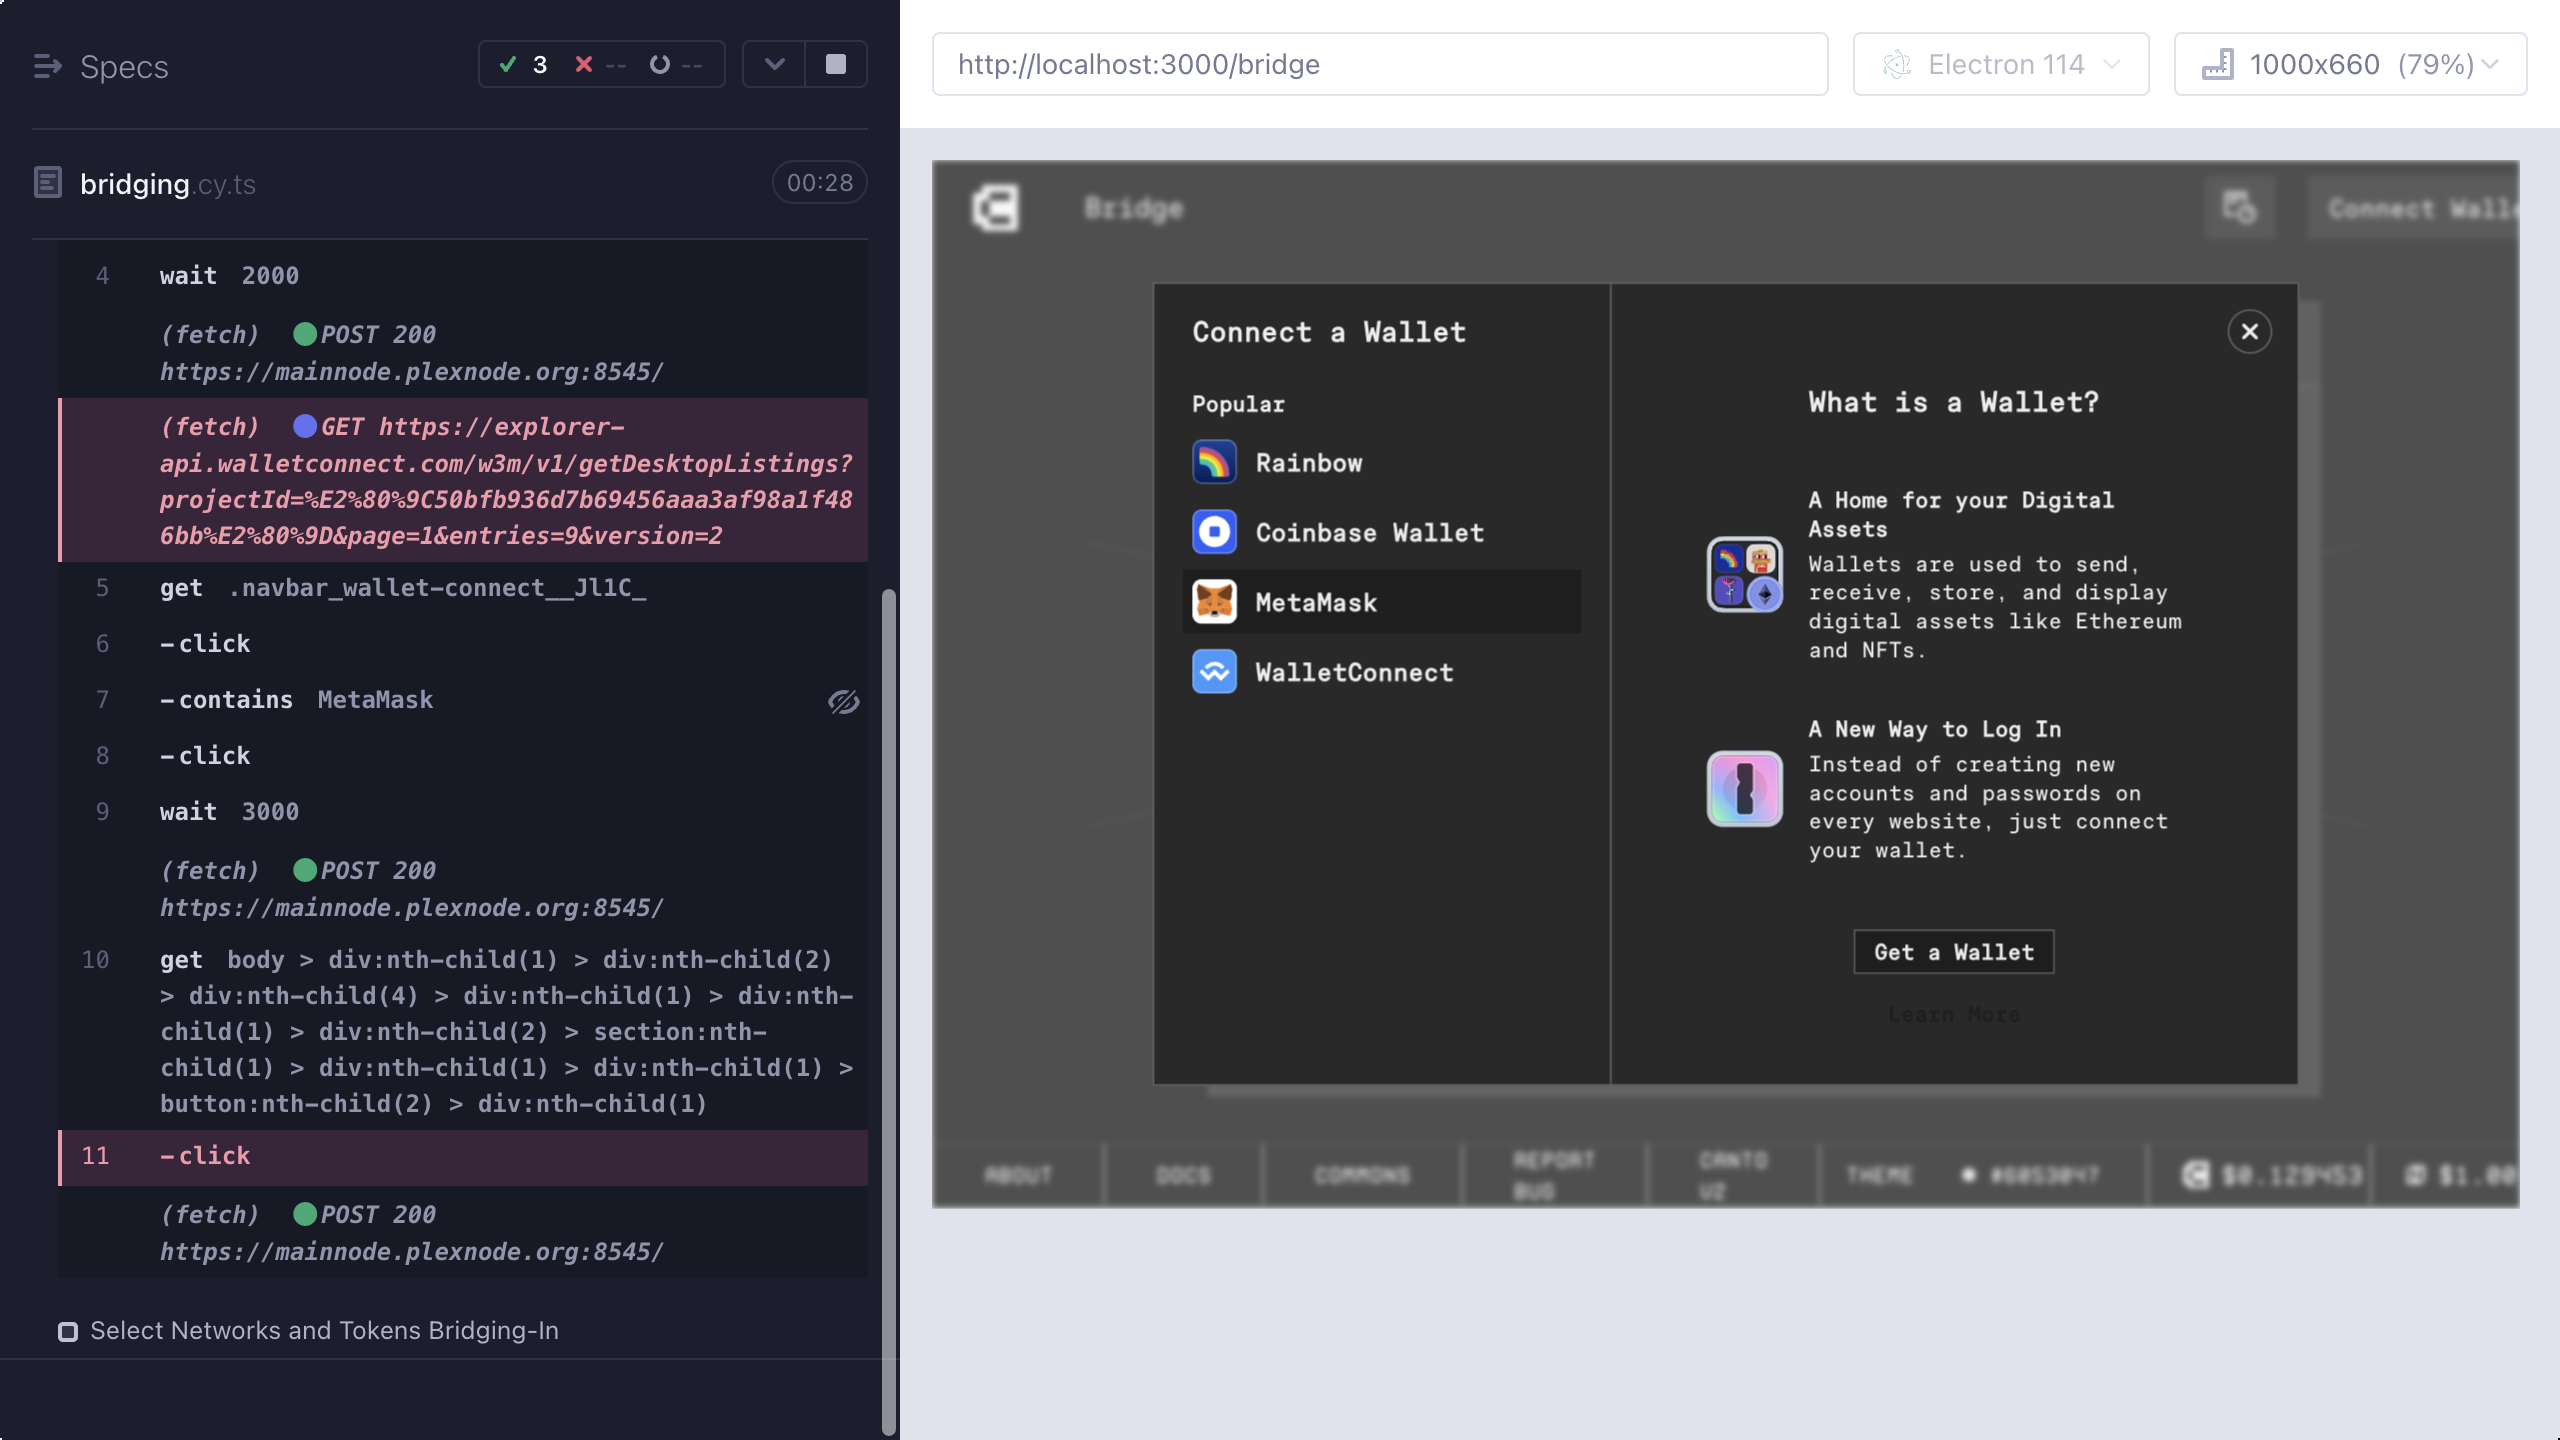 Specs
3 -- --
bridging.cy.ts
00:28
4 wait 2000
(fetch) POST 200
https://mainnode.plexnode.org:8545/
(fetch) GET https://explorer-
api.walletconnect.com/w3m/v1/getDesktopListings?
projectId=%E2%80%9C50bfb936d7b69456aaa3af98a1f48
6bb%E2%80%9D&page=1&entries=9&version=2
5 get .navbar_wallet-connect__Jl1C_
6 -click
7 -contains MetaMask
8 -click
9 wait 3000
(fetch) POST 200
https://mainnode.plexnode.org:8545/
10 get body > div:nth-child(1) > div:nth-child(2)
> div:nth-child(4) > div:nth-child(1) > div:nth-
child(1) > div:nth-child(2) > section:nth-
child(1) > div:nth-child(1) > div:nth-child(1) >
button:nth-child(2) > div:nth-child(1)
11 -click
(fetch) POST 200
https://mainnode.plexnode.org:8545/
Select Networks and Tokens Bridging-In
http://localhost:3000/bridge
Electron 114
1000x660 (79%)
Bridge
Connect Walle
Connect a Wallet
Popular
Rainbow
Coinbase Wallet
MetaMask
WalletConnect
What is a Wallet?
A Home for your Digital
Assets
Wallets are used to send,
receive, store, and display
digital assets like Ethereum
and NFTs.
A New Way to Log In
Instead of creating new
accounts and passwords on
every website, just connect
your wallet.
Get a Wallet
Learn More
ABOUT
DOCS
COMMONS
REPORT
BUG
CANTO
V2
THEME
$0.129453
$1.00